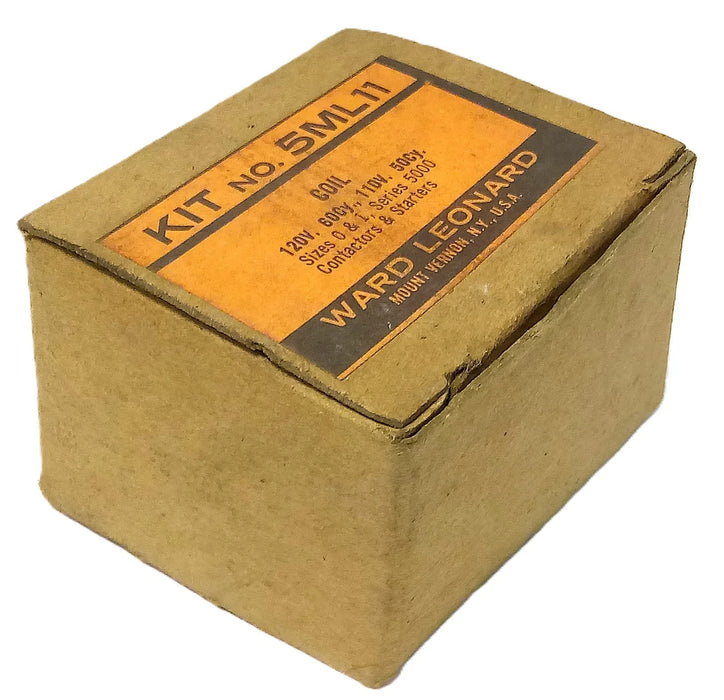 KIT NO. 5ML11
COIL
120V. 60Cy., 110V. 50Cy.
Sizes 0 & 1, Series 5000
Contactors & Starters
WARD LEONARD
MOUNT VERNON, N.Y., U.S.A.